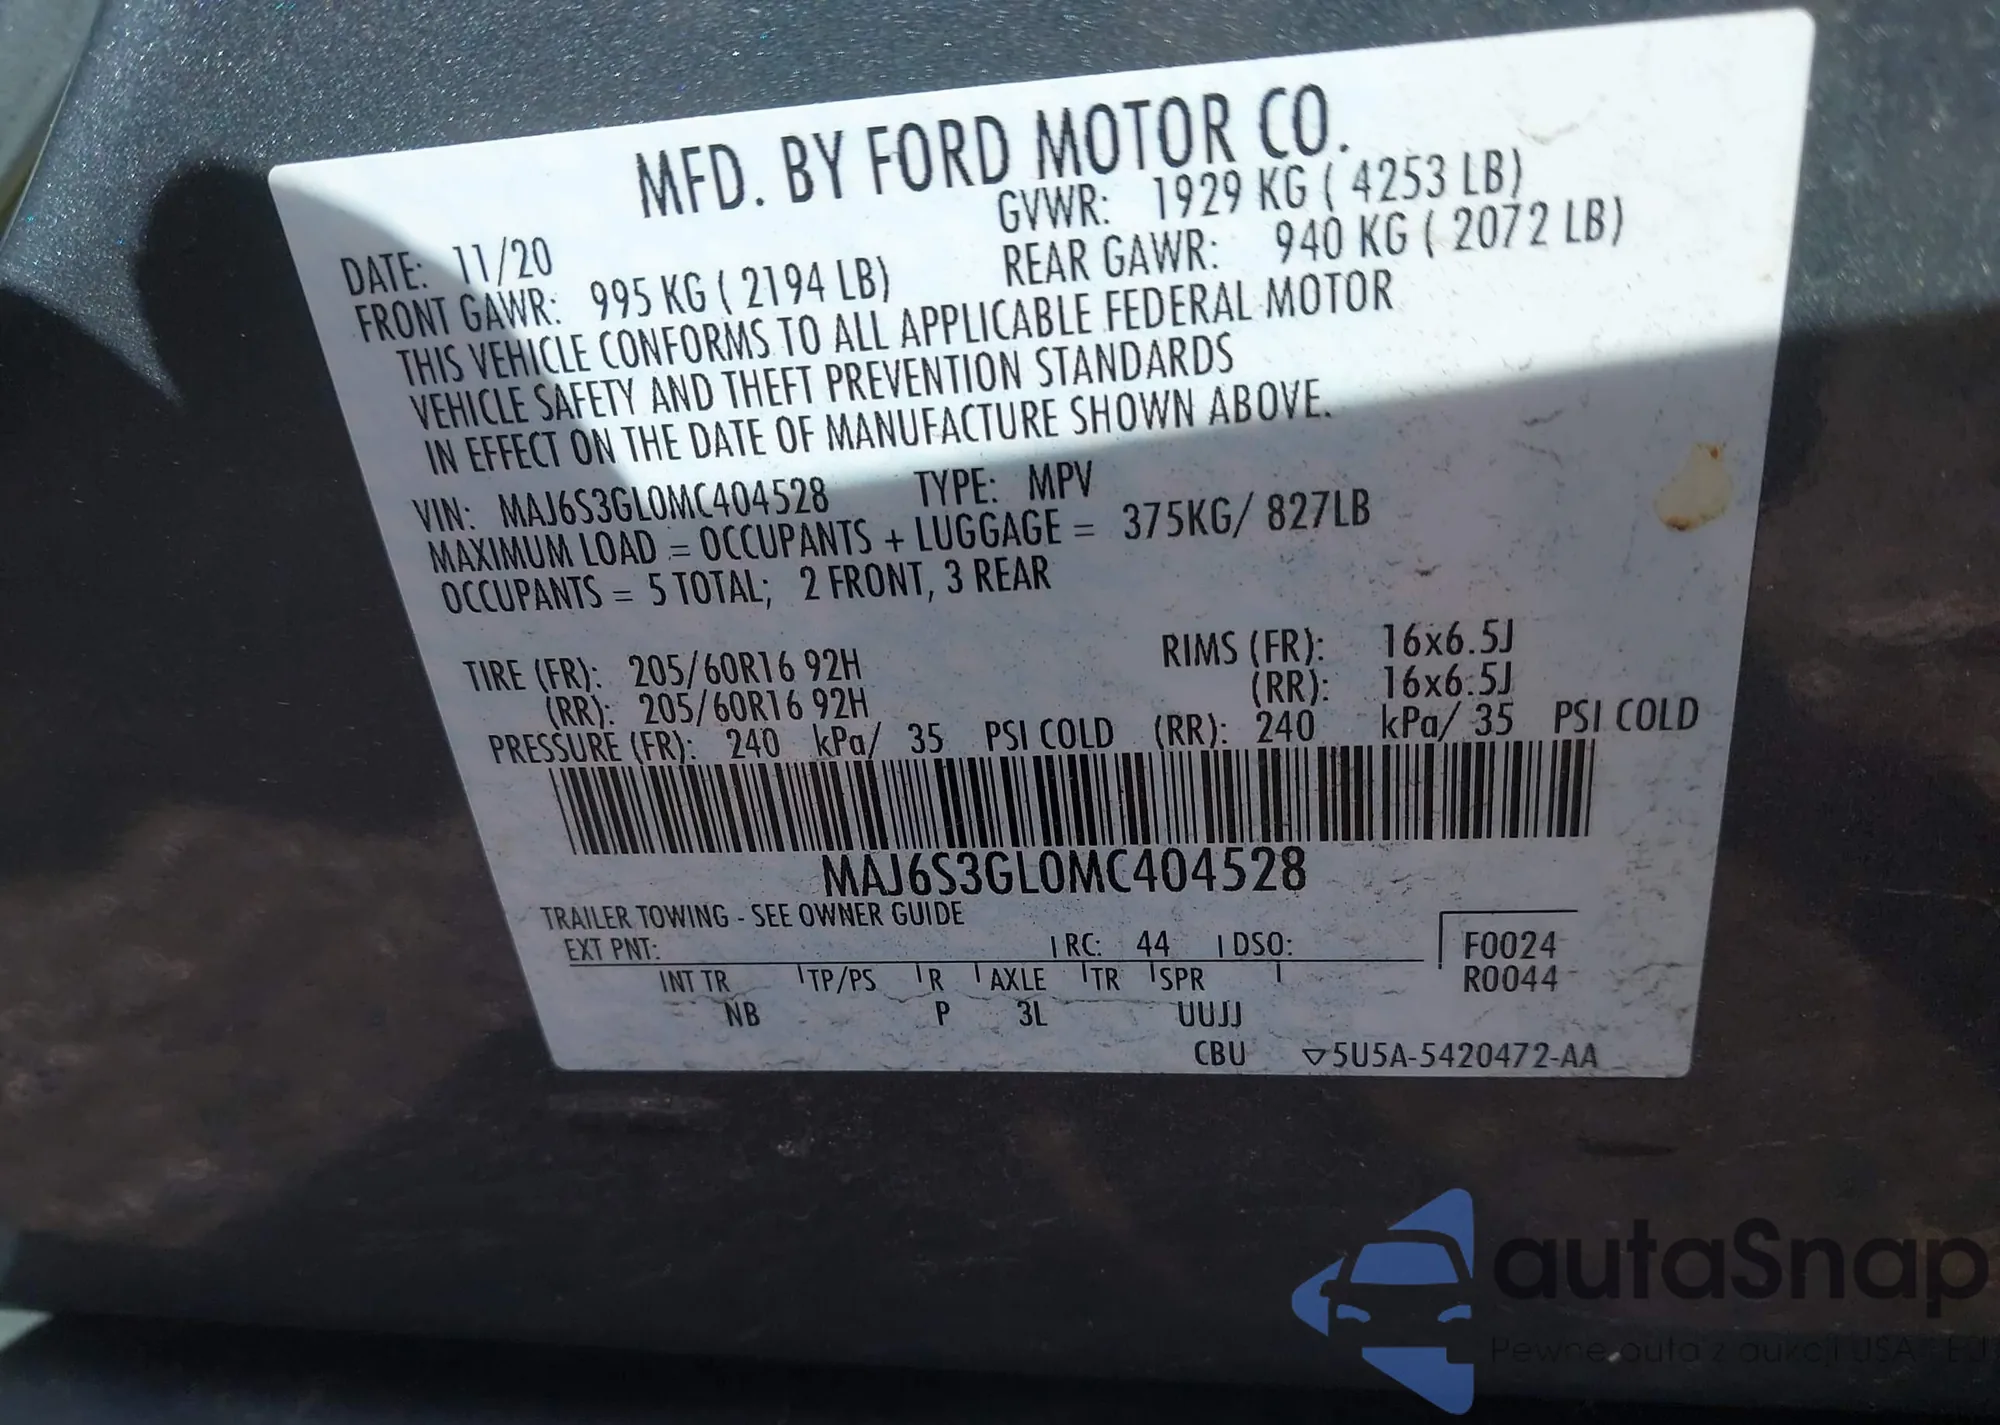 MFD. BY FORD MOTOR CO.
DATE: 11/20 GVWR: 1929 KG ( 4253 LB)
FRONT GAWR: 995 KG ( 2194 LB) REAR GAWR: 940 KG ( 2072 LB)
THIS VEHICLE CONFORMS TO ALL APPLICABLE FEDERAL MOTOR
VEHICLE SAFETY AND THEFT PREVENTION STANDARDS
IN EFFECT ON THE DATE OF MANUFACTURE SHOWN ABOVE.
VIN: MAJ6S3GL0MC404528 TYPE: MPV
MAXIMUM LOAD = OCCUPANTS + LUGGAGE = 375KG/ 827LB
OCCUPANTS = 5 TOTAL; 2 FRONT, 3 REAR
TIRE (FR): 205/60R16 92H RIMS (FR): 16x6.5J
(RR): 205/60R16 92H (RR): 16x6.5J
PRESSURE (FR): 240 kPa/ 35 PSI COLD (RR): 240 kPa/ 35 PSI COLD
MAJ6S3GL0MC404528
TRAILER TOWING - SEE OWNER GUIDE
EXT PNT: RC: 44 DSO: F0024
INT TR TP/PS R AXLE TR SPR R0044
NB P 3L UUJJ
CBU 5U5A-5420472-AA
autaSnap
Pewne auta z aukcji USA i EU